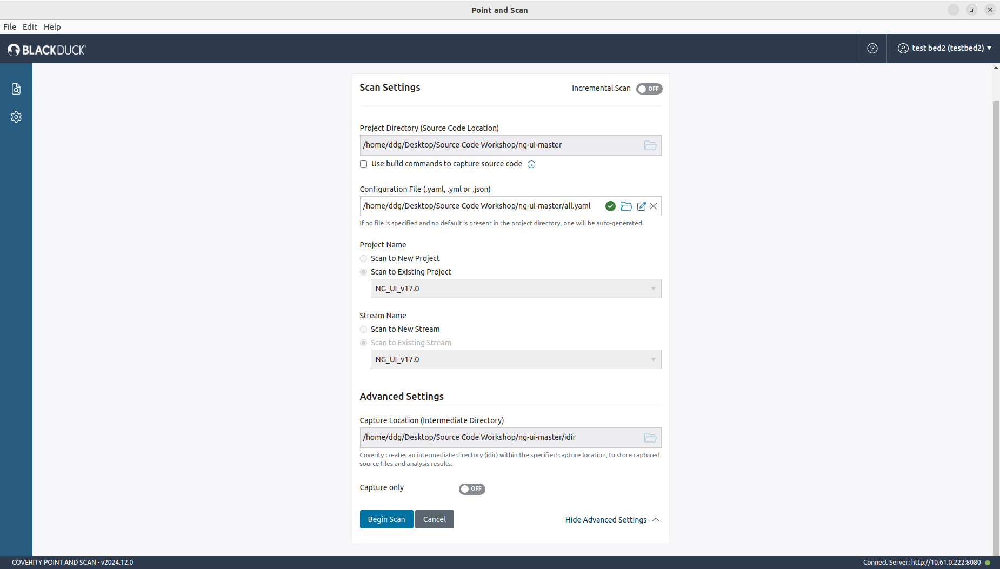 Point and Scan
File Edit Help
BLACKDUCK
test bed2 (testbed2)
Scan Settings
Incremental Scan OFF
Project Directory (Source Code Location)
/home/ddg/Desktop/Source Code Workshop/ng-ui-master
Use build commands to capture source code
Configuration File (.yaml, .yml or .json)
/home/ddg/Desktop/Source Code Workshop/ng-ui-master/all.yaml
If no file is specified and no default is present in the project directory, one will be auto-generated.
Project Name
Scan to New Project
Scan to Existing Project
NG_UI_v17.0
Stream Name
Scan to New Stream
Scan to Existing Stream
NG_UI_v17.0
Advanced Settings
Capture Location (Intermediate Directory)
/home/ddg/Desktop/Source Code Workshop/ng-ui-master/idir
Coverity creates an intermediate directory (idir) within the specified capture location, to store captured
source files and analysis results.
Capture only OFF
Begin Scan Cancel Hide Advanced Settings
COVERITY POINT AND SCAN - v2024.12.0
Connect Server: http://10.61.0.222:8080